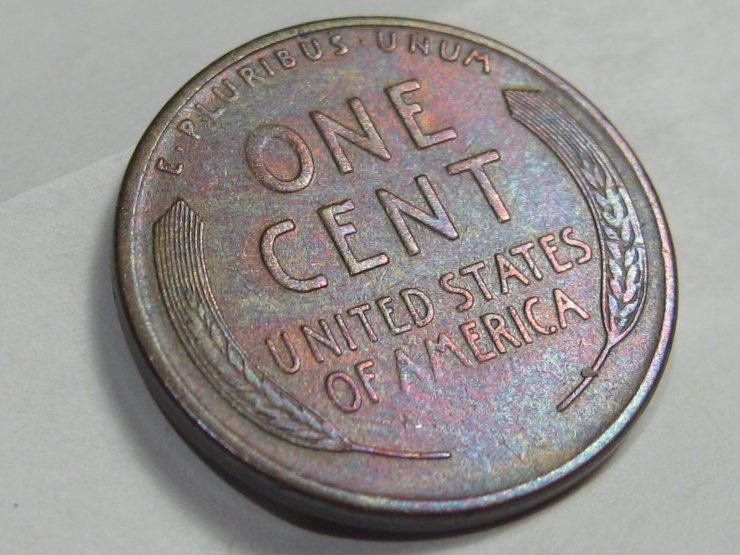 E·PLURIBUS·UNUM
ONE
CENT
UNITED STATES
OF AMERICA